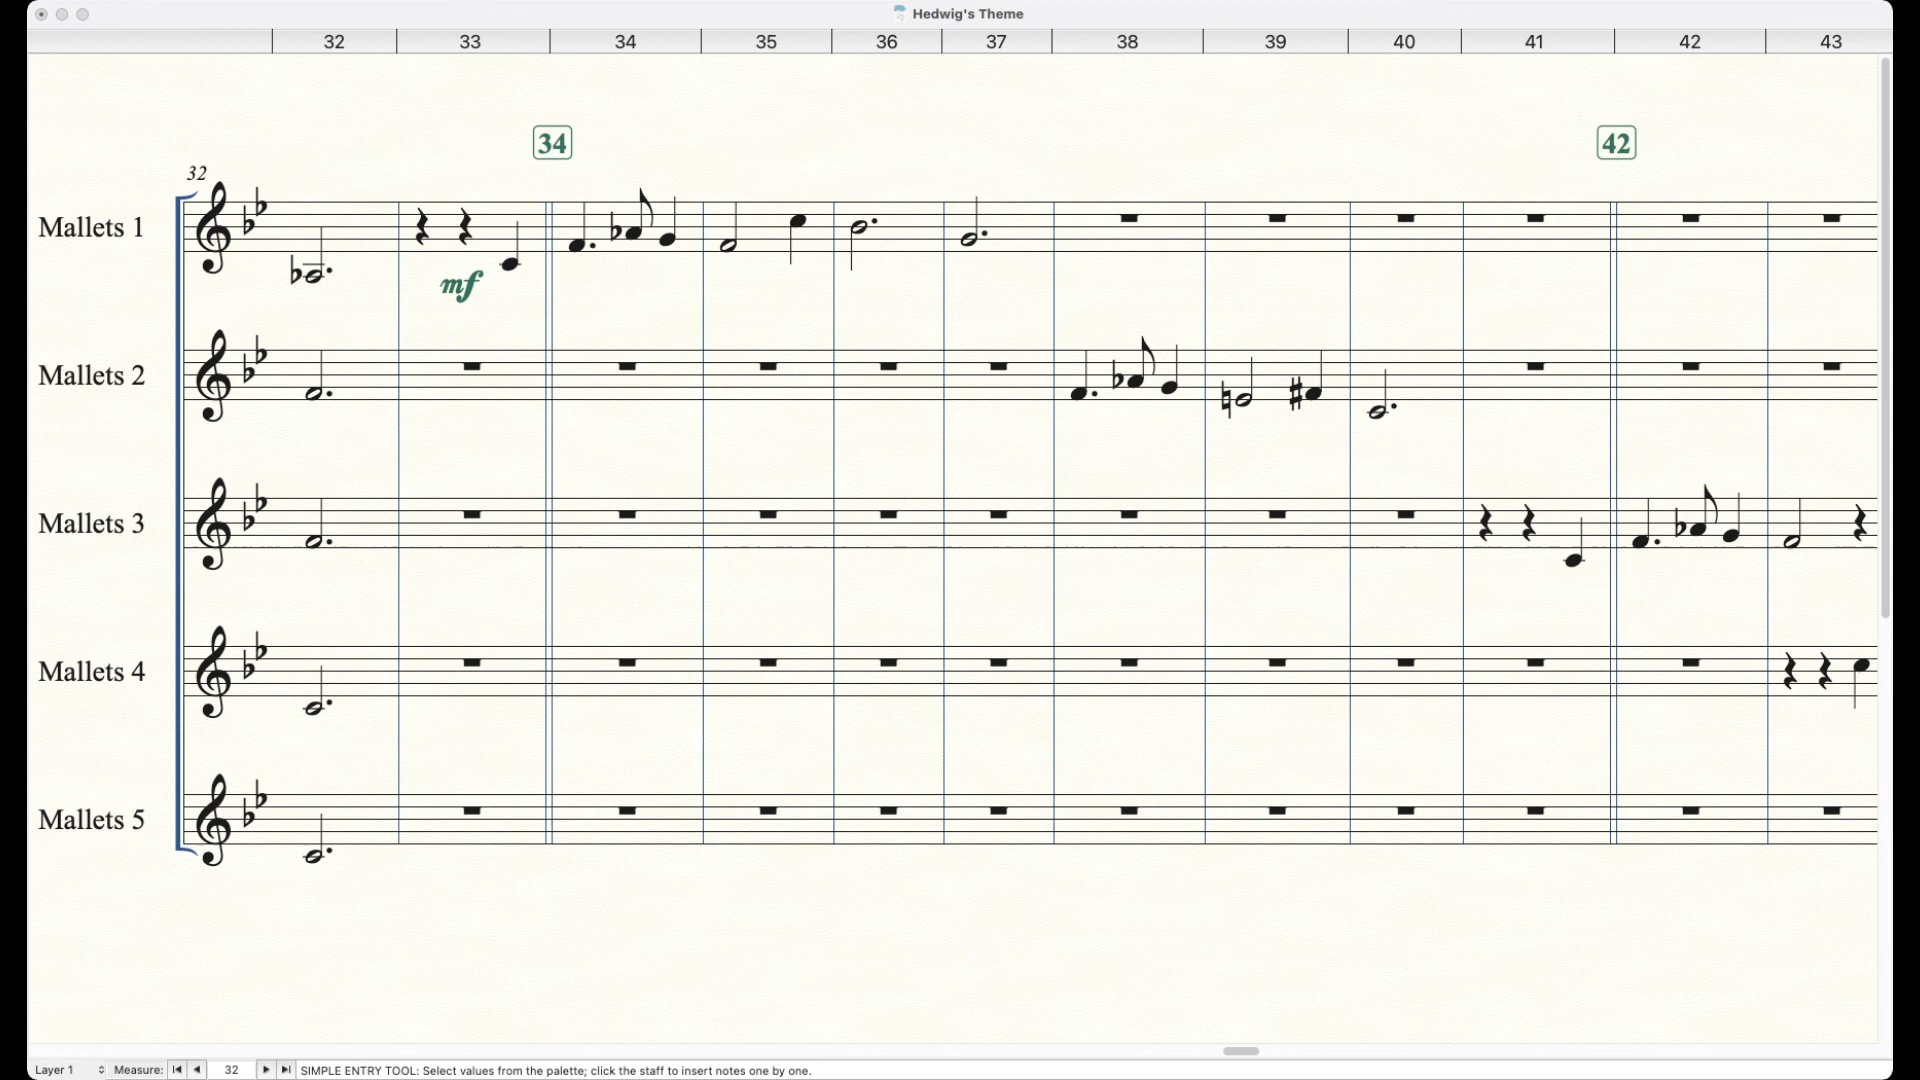 Hedwig's Theme
32 33 34 35 36 37 38 39 40 41 42 43
34 42
32
Mallets 1
mf
Mallets 2
Mallets 3
Mallets 4
Mallets 5
Layer 1 Measure: 32 SIMPLE ENTRY TOOL: Select values from the palette; click the staff to insert notes one by one.